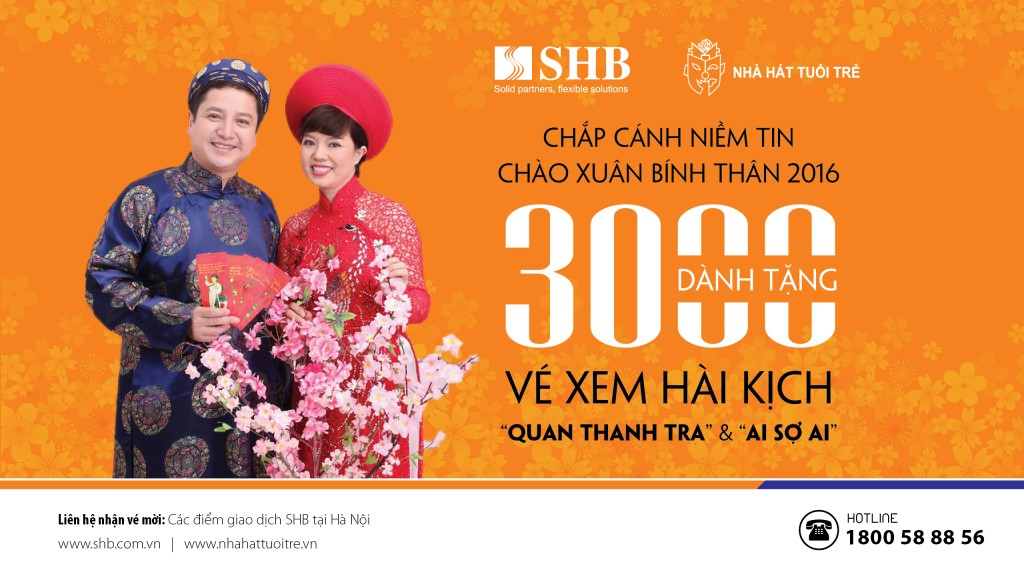 SHB
Solid partners, flexible solutions
NHÀ HÁT TUỔI TRẺ
CHẮP CÁNH NIỀM TIN
CHÀO XUÂN BÍNH THÂN 2016
3000
DÀNH TẶNG
VÉ XEM HÀI KỊCH
“QUAN THANH TRA” & “AI SỢ AI”
Liên hệ nhận vé mời: Các điểm giao dịch SHB tại Hà Nội
www.shb.com.vn | www.nhahattuoitre.vn
HOTLINE
1800 58 88 56